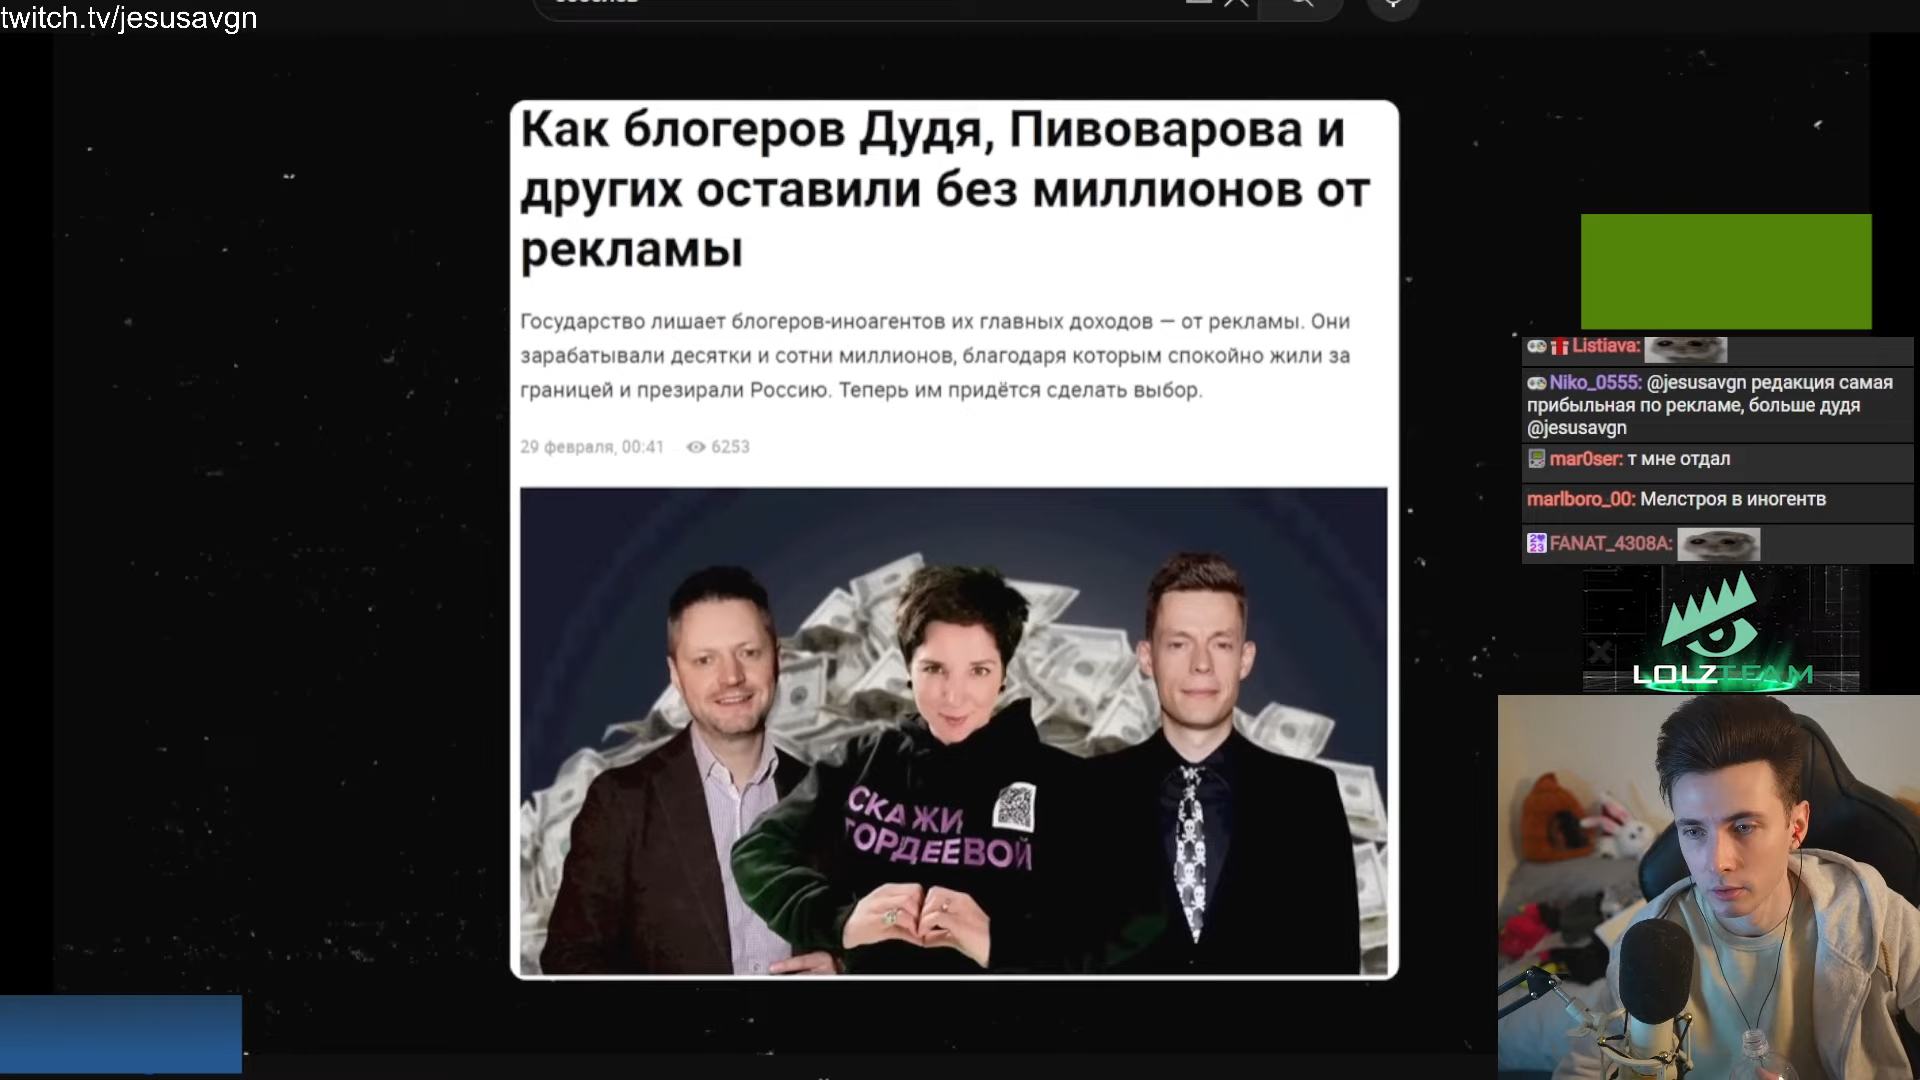 twitch.tv/jesusavgn
Как блогеров Дудя, Пивоварова и
других оставили без миллионов от
рекламы
Государство лишает блогеров-иноагентов их главных доходов — от рекламы. Они
зарабатывали десятки и сотни миллионов, благодаря которым спокойно жили за
границей и презирали Россию. Теперь им придётся сделать выбор.
29 февраля, 00:41 6253
СКАЖИ
ГОРДЕЕВОЙ
Listiava:
Niko_0555: @jesusavgn редакция самая
прибыльная по рекламе, больше дудя
@jesusavgn
mar0ser: т мне отдал
marlboro_00: Мелстроя в иногентв
FANAT_4308A:
LOLZTEAM